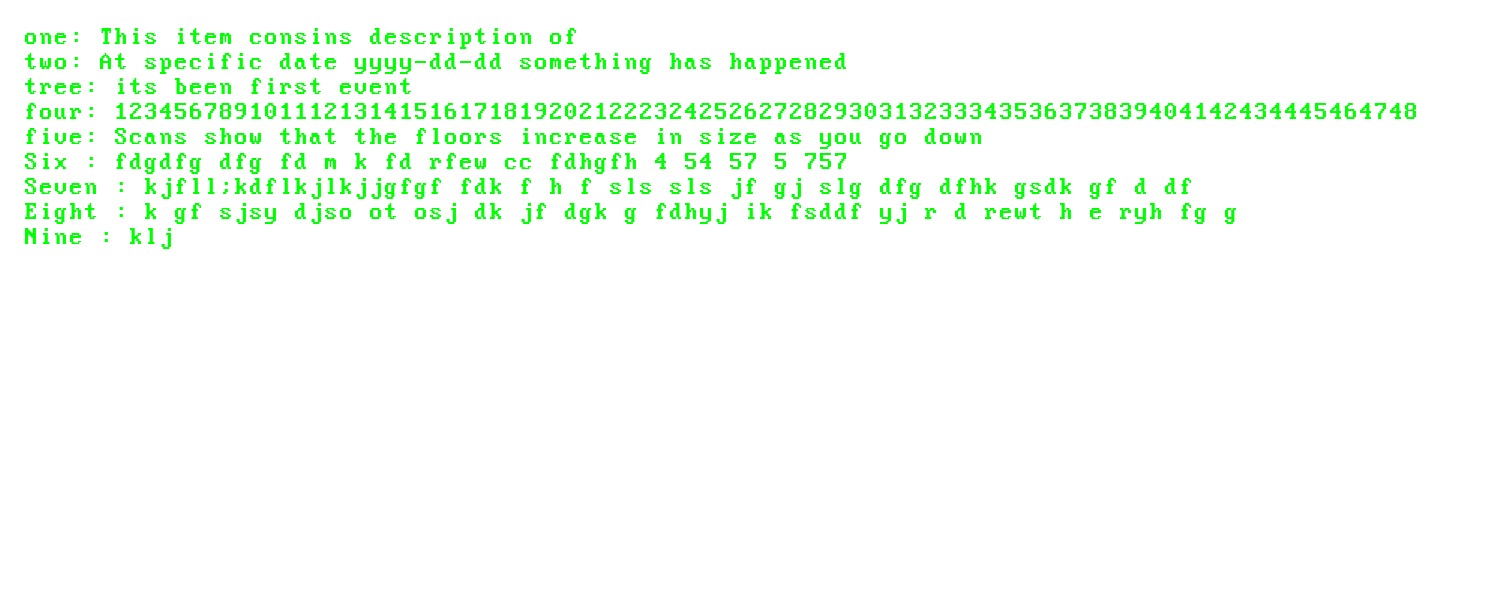 one: This item consins description of
two: At specific date yyyy-dd-dd something has happened
tree: its been first event
four: 123456789101112131415161718192021222324252627282930313233343536373839404142434445464748
five: Scans show that the floors increase in size as you go down
Six : fdgdfg dfg fd m k fd rfew cc fdhgfh 4 54 57 5 757
Seven : kjfll;kdflkjlkjjgfgf fdk f h f sls sls jf gj slg dfg dfhk gsdk gf d df
Eight : k gf sjsy djso ot osj dk jf dgk g fdhyj ik fsddf yj r d rewt h e ryh fg g
Nine : klj